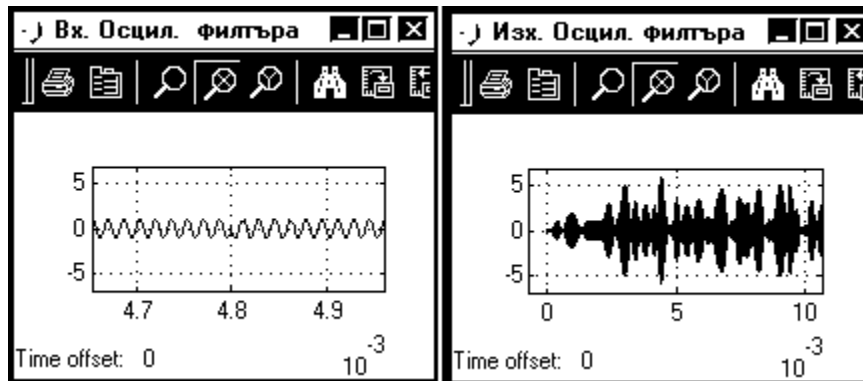 Вх. Осцил. филтъра
5
0
-5
4.7 4.8 4.9
Time offset: 0
10
-3
Изх. Осцил. филтъра
5
0
-5
0 5 10
Time offset: 0
10
-3